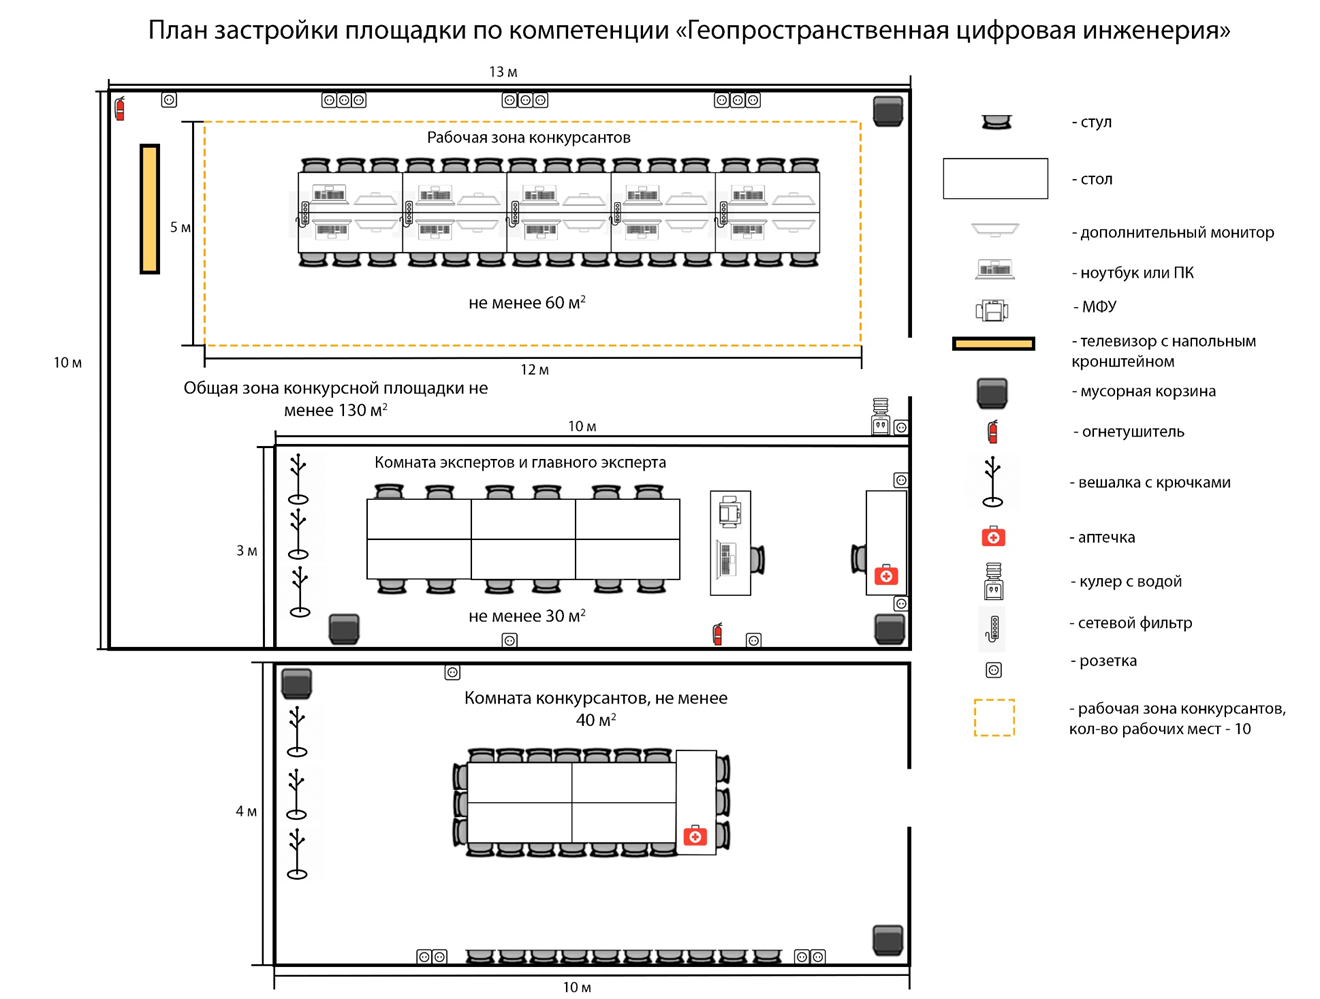 План застройки площадки по компетенции «Геопространственная цифровая инженерия»
13 м
Рабочая зона конкурсантов
5 м
не менее 60 м²
12 м
10 м
Общая зона конкурсной площадки не
менее 130 м²
10 м
Комната экспертов и главного эксперта
3 м
не менее 30 м²
Комната конкурсантов, не менее
40 м²
4 м
10 м
- стул
- стол
- дополнительный монитор
- ноутбук или ПК
- МФУ
- телевизор с напольным
кронштейном
- мусорная корзина
- огнетушитель
- вешалка с крючками
- аптечка
- кулер с водой
- сетевой фильтр
- розетка
- рабочая зона конкурсантов,
кол-во рабочих мест - 10